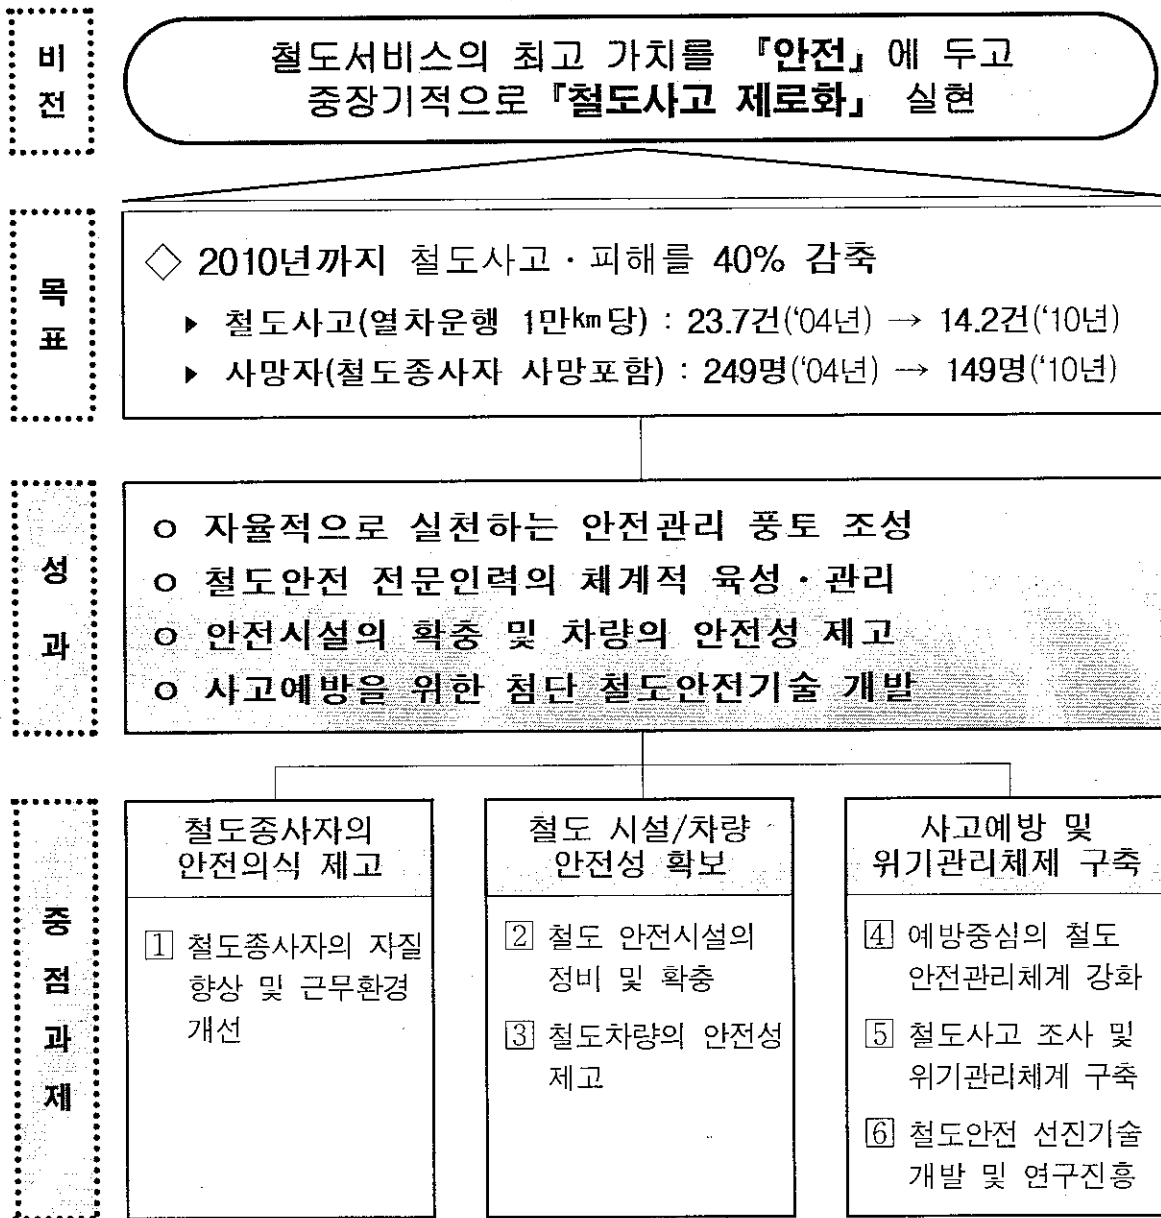 비전
철도서비스의 최고 가치를 『안전』에 두고
중장기적으로 『철도사고 제로화』 실현
목표
◇ 2010년까지 철도사고·피해를 40% 감축
▸ 철도사고(열차운행 1만㎞당) : 23.7건('04년) → 14.2건('10년)
▸ 사망자(철도종사자 사망포함) : 249명('04년) → 149명('10년)
성과
ㅇ 자율적으로 실천하는 안전관리 풍토 조성
ㅇ 철도안전 전문인력의 체계적 육성·관리
ㅇ 안전시설의 확충 및 차량의 안전성 제고
ㅇ 사고예방을 위한 첨단 철도안전기술 개발
중점과제
철도종사자의
안전의식 제고
1 철도종사자의 자질
향상 및 근무환경
개선
철도 시설/차량
안전성 확보
2 철도 안전시설의
정비 및 확충
3 철도차량의 안전성
제고
사고예방 및
위기관리체제 구축
4 예방중심의 철도
안전관리체계 강화
5 철도사고 조사 및
위기관리체계 구축
6 철도안전 선진기술
개발 및 연구진흥